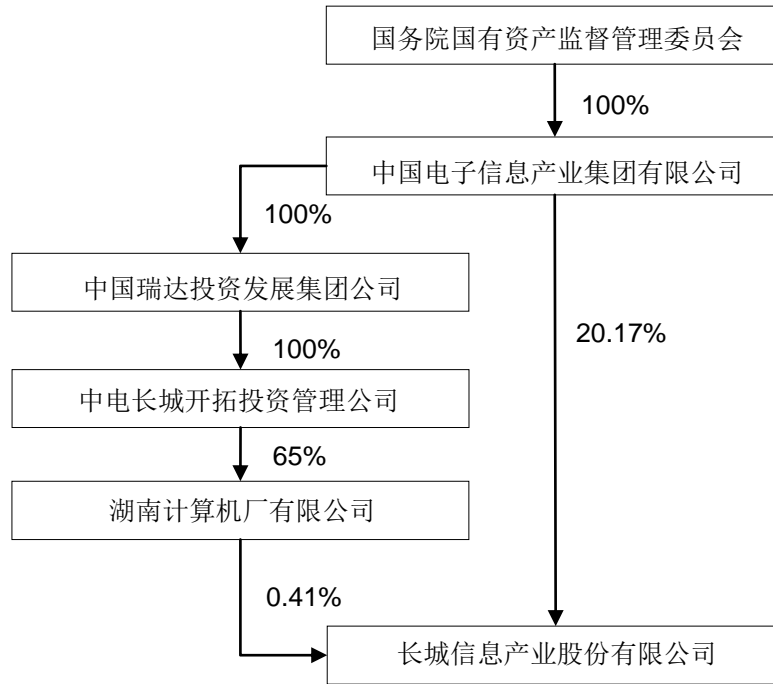 国务院国有资产监督管理委员会
100%
中国电子信息产业集团有限公司
100%
中国瑞达投资发展集团公司
20.17%
100%
中电长城开拓投资管理公司
65%
湖南计算机厂有限公司
0.41%
长城信息产业股份有限公司